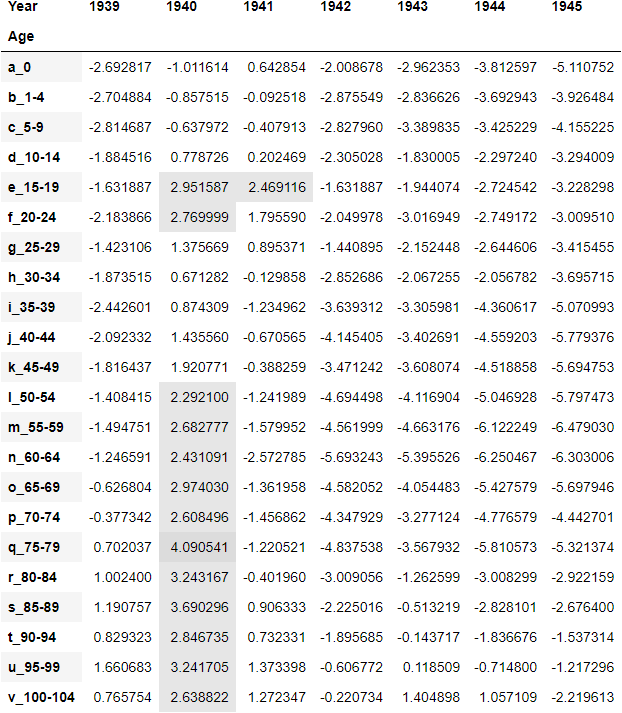 Year 1939 1940 1941 1942 1943 1944 1945
Age
a_0 -2.692817 -1.011614 0.642854 -2.008678 -2.962353 -3.812597 -5.110752
b_1-4 -2.704884 -0.857515 -0.092518 -2.875549 -2.836626 -3.692943 -3.926484
c_5-9 -2.814687 -0.637972 -0.407913 -2.827960 -3.389835 -3.425229 -4.155225
d_10-14 -1.884516 0.778726 0.202469 -2.305028 -1.830005 -2.297240 -3.294009
e_15-19 -1.631887 2.951587 2.469116 -1.631887 -1.944074 -2.724542 -3.228298
f_20-24 -2.183866 2.769999 1.795590 -2.049978 -3.016949 -2.749172 -3.009510
g_25-29 -1.423106 1.375669 0.895371 -1.440895 -2.152448 -2.644606 -3.415455
h_30-34 -1.873515 0.671282 -0.129858 -2.852686 -2.067255 -2.056782 -3.695715
i_35-39 -2.442601 0.874309 -1.234962 -3.639312 -3.305981 -4.360617 -5.070993
j_40-44 -2.092332 1.435560 -0.670565 -4.145405 -3.402691 -4.559203 -5.779376
k_45-49 -1.816437 1.920771 -0.388259 -3.471242 -3.608074 -4.518858 -5.694753
l_50-54 -1.408415 2.292100 -1.241989 -4.694498 -4.116904 -5.046928 -5.797473
m_55-59 -1.494751 2.682777 -1.579952 -4.561999 -4.663176 -6.122249 -6.479030
n_60-64 -1.246591 2.431091 -2.572785 -5.693243 -5.395526 -6.250467 -6.303006
o_65-69 -0.626804 2.974030 -1.361958 -4.582052 -4.054483 -5.427579 -5.697946
p_70-74 -0.377342 2.608496 -1.456862 -4.347929 -3.277124 -4.776579 -4.442701
q_75-79 0.702037 4.090541 -1.220521 -4.837538 -3.567932 -5.810573 -5.321374
r_80-84 1.002400 3.243167 -0.401960 -3.009056 -1.262599 -3.008299 -2.922159
s_85-89 1.190757 3.690296 0.906333 -2.225016 -0.513219 -2.828101 -2.676400
t_90-94 0.829323 2.846735 0.732331 -1.895685 -0.143717 -1.836676 -1.537314
u_95-99 1.660683 3.241705 1.373398 -0.606772 0.118509 -0.714800 -1.217296
v_100-104 0.765754 2.638822 1.272347 -0.220734 1.404898 1.057109 -2.219613